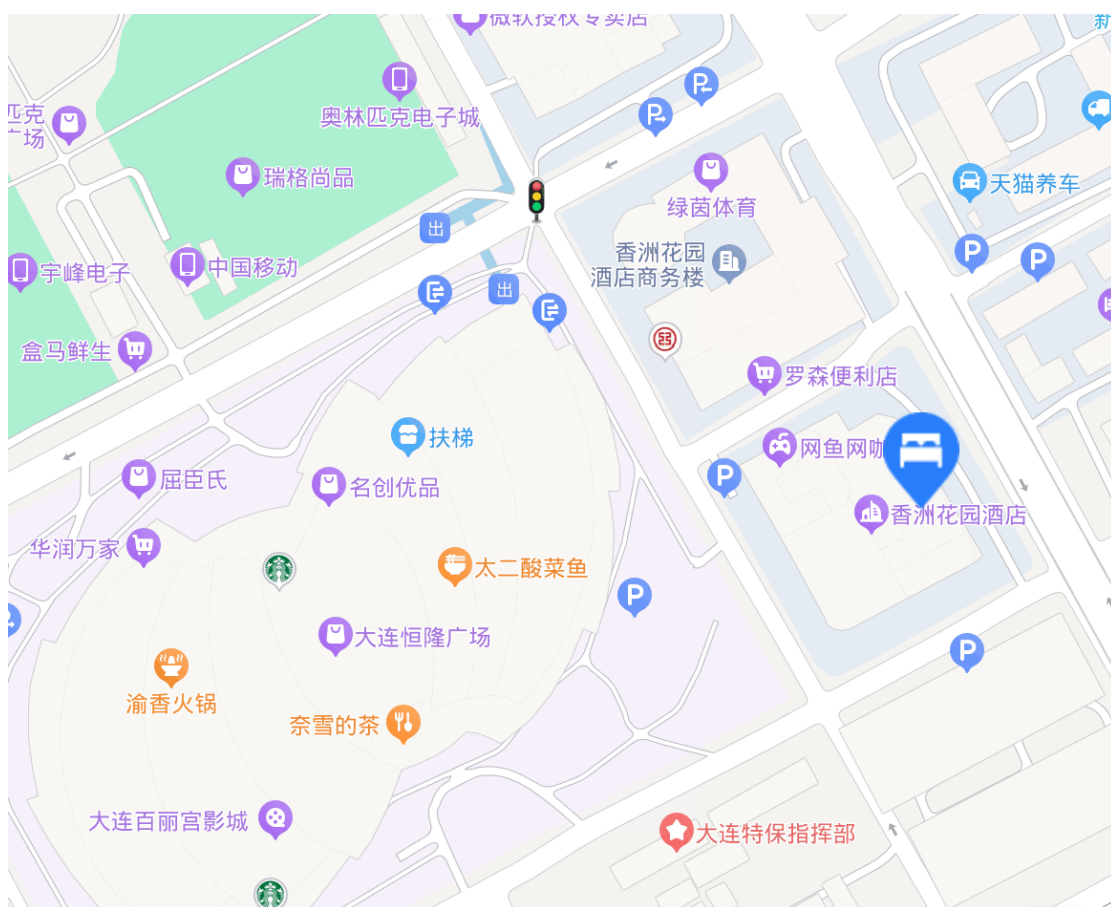 微软授权专卖店
新
奥林匹克电子城
匹克
广场
瑞格尚品
绿茵体育
天猫养车
出
香洲花园
酒店商务楼
宇峰电子
中国移动
出
盒马鲜生
罗森便利店
扶梯
网鱼网咖
屈臣氏
名创优品
香洲花园酒店
华润万家
太二酸菜鱼
P
P
P
P
P
P
P
大连恒隆广场
渝香火锅
奈雪的茶
大连百丽宫影城
大连特保指挥部